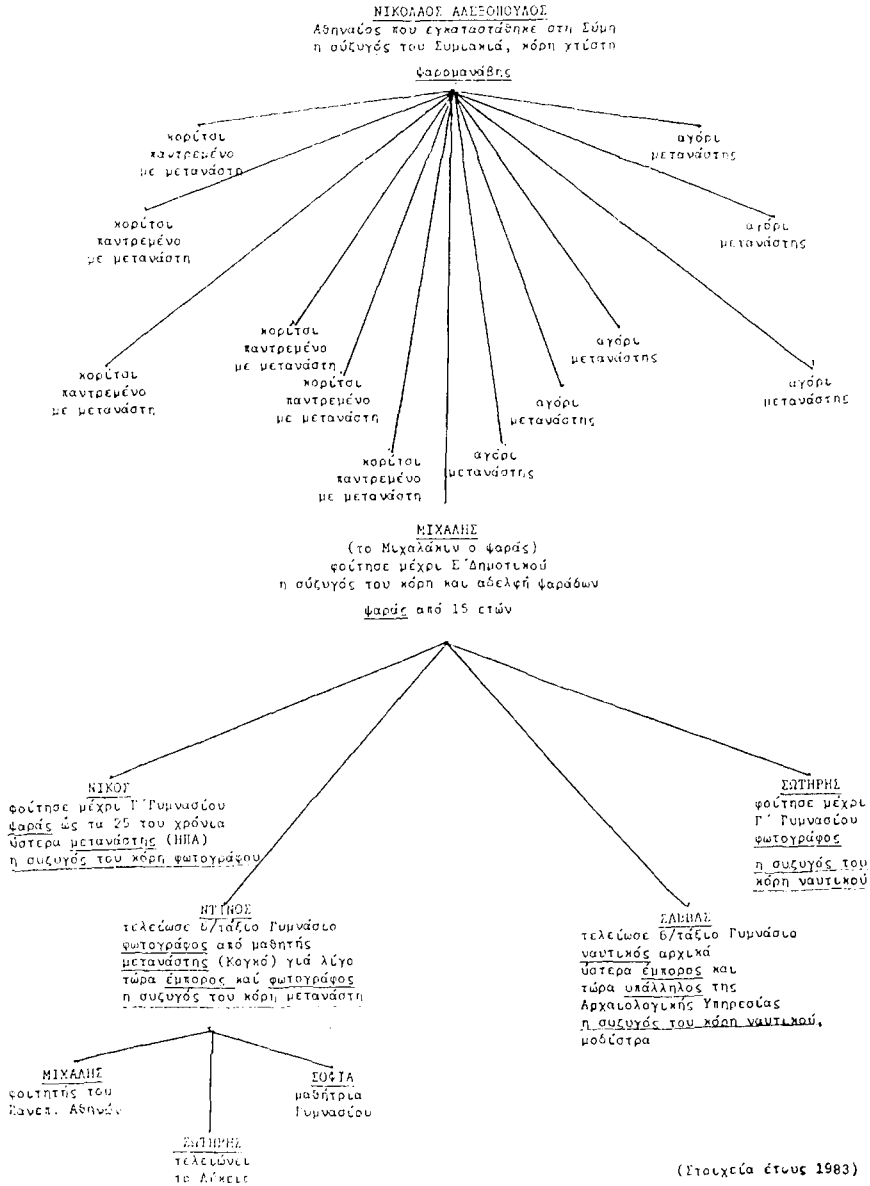 ΝΙΚΟΛΑΟΣ ΑΛΕΞΟΠΟΥΛΟΣ
Αθηναίος που εγκαταστάθηκε στη Σύμη
η σύζυγός του Συμιακιά, κόρη χτίστη
ψαρομανάβης
κορίτσι
παντρεμένο
με μετανάστη
αγόρι
μετανάστης
κορίτσι
παντρεμένο
με μετανάστη
αγόρι
μετανάστης
κορίτσι
παντρεμένο
με μετανάστη
αγόρι
μετανάστης
κορίτσι
παντρεμένο
με μετανάστη
αγόρι
μετανάστης
κορίτσι
παντρεμένο
με μετανάστη
αγόρι
μετανάστης
κορίτσι
παντρεμένο
με μετανάστη
αγόρι
μετανάστης
ΜΙΧΑΛΗΣ
(το Μιχαλάκιν ο ψαράς)
φοίτησε μέχρι Ε΄Δημοτικού
η σύζυγός του κόρη και αδελφή ψαράδων
ψαράς από 15 ετών
ΝΙΚΟΣ
φοίτησε μέχρι Γ΄Γυμνασίου
ψαράς ώς τα 25 του χρόνια
ύστερα μετανάστης (ΗΠΑ)
η συζυγός του κόρη φωτογράφου
ΣΩΤΗΡΗΣ
φοίτησε μέχρι
Γ΄ Γυμνασίου
φωτογράφος
η συζυγός του
κόρη ναυτικού
ΝΤΙΝΟΣ
τελείωσε 6/τάξιο Γυμνάσιο
φωτογράφος από μαθητής
μετανάστης (Κογκό) γιά λίγο
τώρα έμπορος καί φωτογράφος
η συζυγός του κόρη μετανάστη
ΣΑΒΒΑΣ
τελείωσε 6/τάξιο Γυμνάσιο
ναυτικός αρχικά
ύστερα έμπορος και
τώρα υπάλληλος της
Αρχαιολογικής Υπηρεσίας
η συζυγός του κόρη ναυτικού,
μοδίστρα
ΜΙΧΑΛΗΣ
φοιτητής του
Πανεπ. Αθηνών
ΣΟΦΙΑ
μαθήτρια
Γυμνασίου
ΣΩΤΗΡΗΣ
τελειώνει
το Λύκειο
(Στοιχεία έτους 1983)